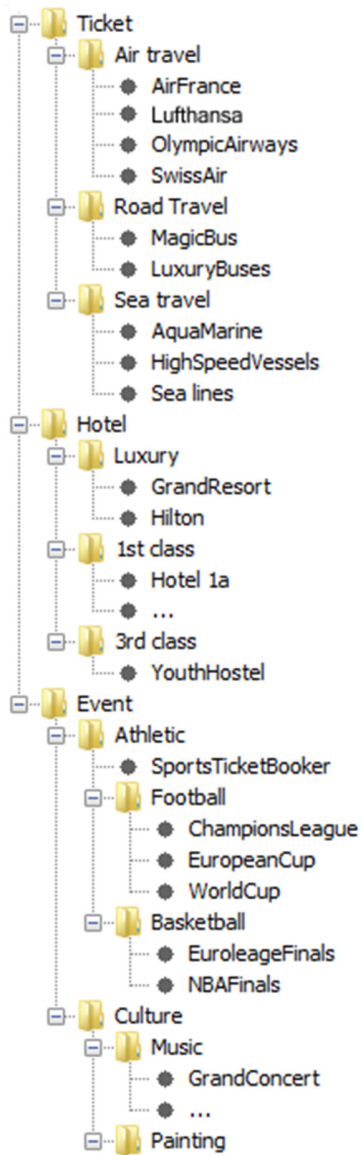 Ticket
Air travel
AirFrance
Lufthansa
OlympicAirways
SwissAir
Road Travel
MagicBus
LuxuryBuses
Sea travel
AquaMarine
HighSpeedVessels
Sea lines
Hotel
Luxury
GrandResort
Hilton
1st class
Hotel 1a
...
3rd class
YouthHostel
Event
Athletic
SportsTicketBooker
Football
ChampionsLeague
EuropeanCup
WorldCup
Basketball
EuroleageFinals
NBAFinals
Culture
Music
GrandConcert
...
Painting